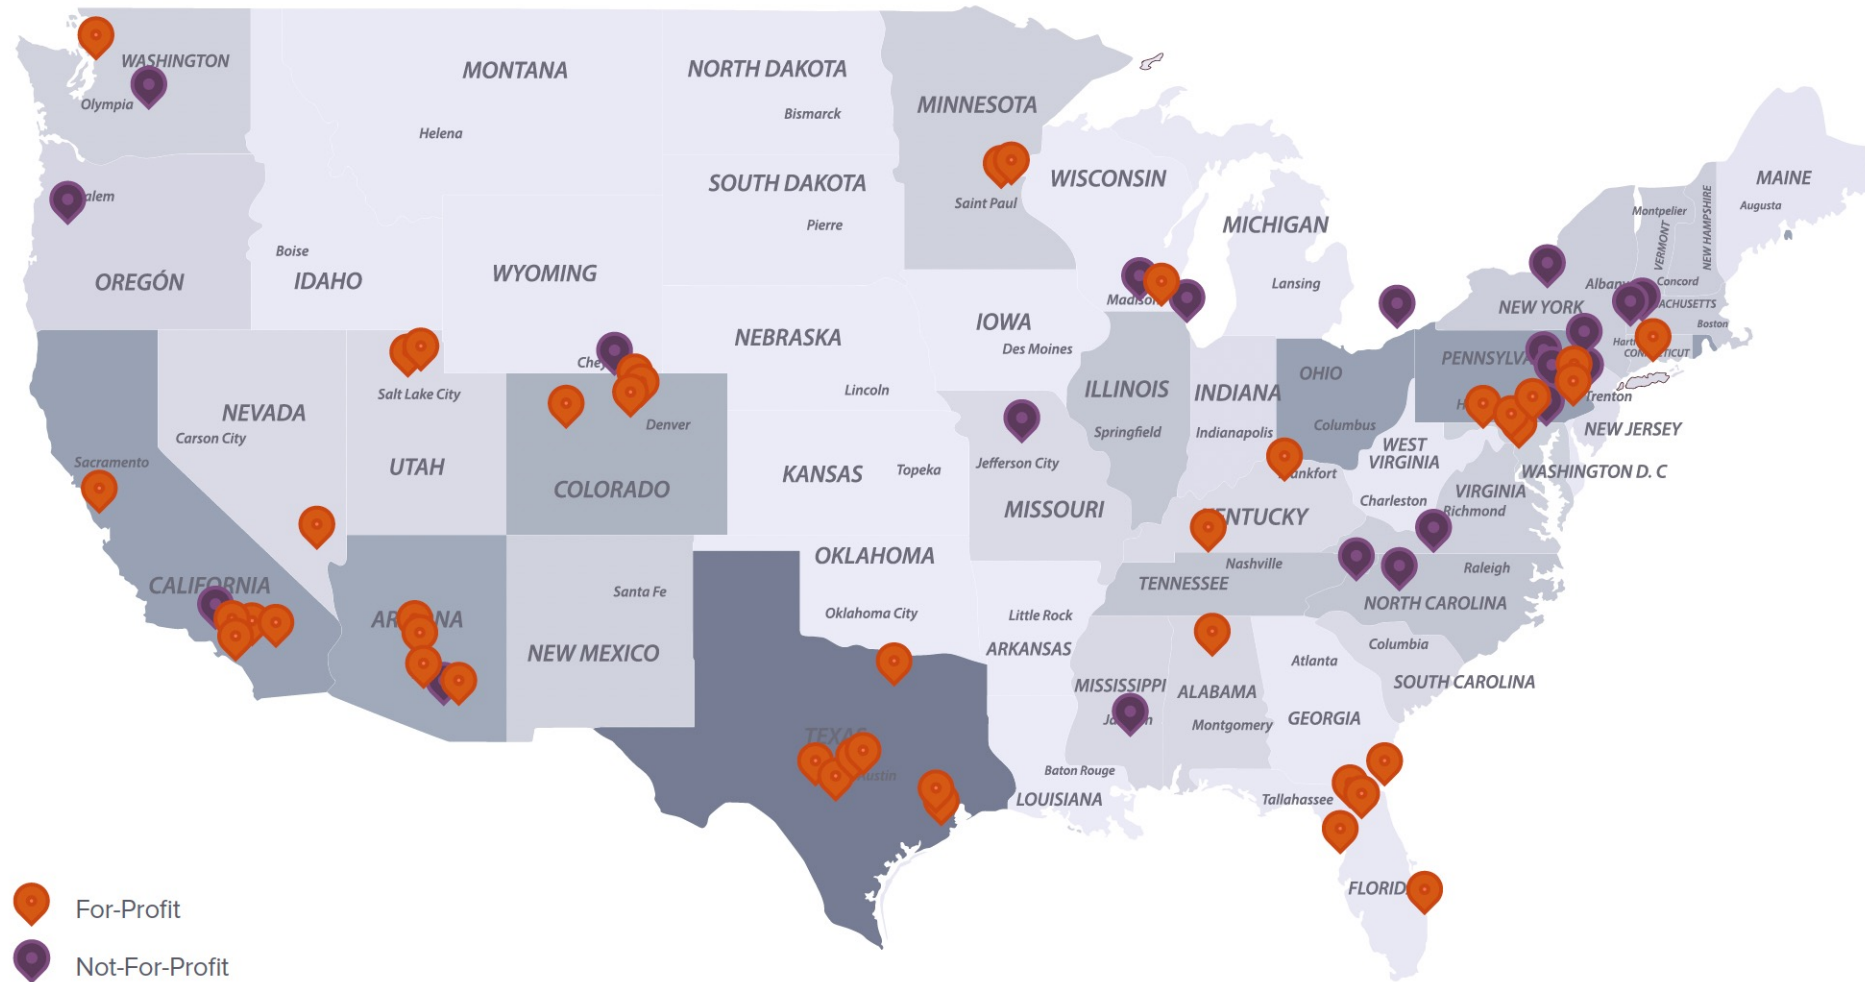 WASHINGTON
Olympia
MONTANA
Helena
NORTH DAKOTA
Bismarck
MINNESOTA
Saint Paul
SOUTH DAKOTA
Pierre
WISCONSIN
MICHIGAN
Lansing
MAINE
Augusta
Montpelier
VERMONT
NEW HAMPSHIRE
Concord
alem
OREGÓN
Boise
IDAHO
WYOMING
NEW YORK
Boston
IOWA
Des Moines
NEBRASKA
Lincoln
Salt Lake City
NEVADA
Carson City
UTAH
Denver
COLORADO
ILLINOIS
Springfield
INDIANA
Indianapolis
OHIO
Columbus
Trenton
NEW JERSEY
WEST
VIRGINIA
Charleston
WASHINGTON D. C
VIRGINIA
Richmond
Sacramento
KANSAS
Topeka
Jefferson City
MISSOURI
ankfort
ENTUCKY
CALIFORNIA
Santa Fe
NEW MEXICO
OKLAHOMA
Oklahoma City
Little Rock
ARKANSAS
Nashville
TENNESSEE
Raleigh
NORTH CAROLINA
Columbia
SOUTH CAROLINA
Atlanta
GEORGIA
MISSISSIPPI
ALABAMA
Montgomery
Baton Rouge
LOUISIANA
Tallahassee
For-Profit
Not-For-Profit